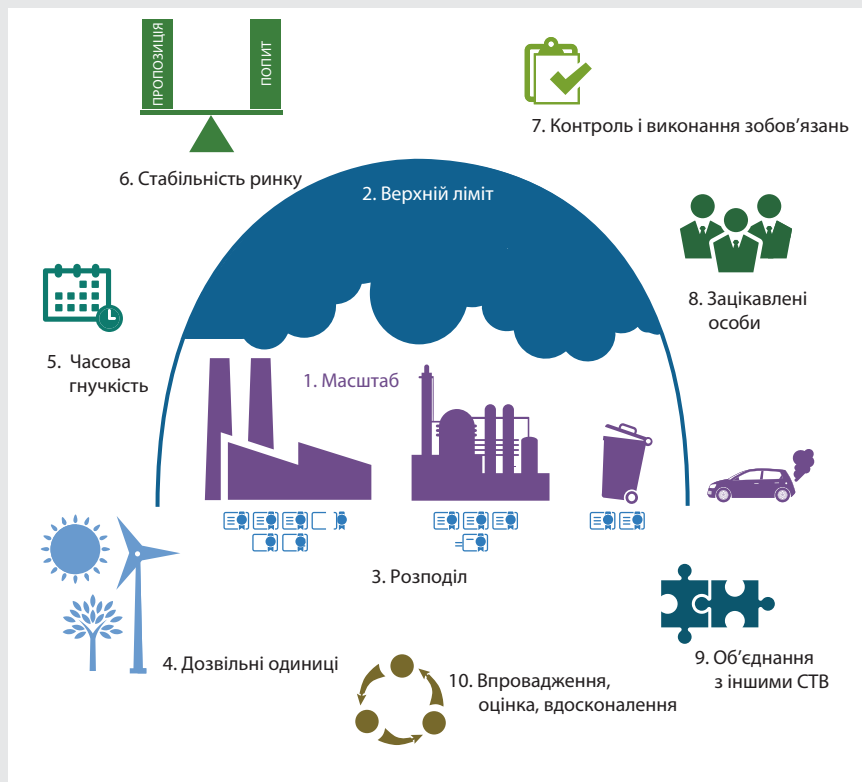 ПРОПОЗИЦІЯ
ПОПИТ
6. Стабільність ринку
7. Контроль і виконання зобов’язань
2. Верхній ліміт
8. Зацікавлені
особи
5. Часова
гнучкість
1. Масштаб
3. Розподіл
4. Дозвільні одиниці
9. Об’єднання
з іншими СТВ
10. Впровадження,
оцінка, вдосконалення